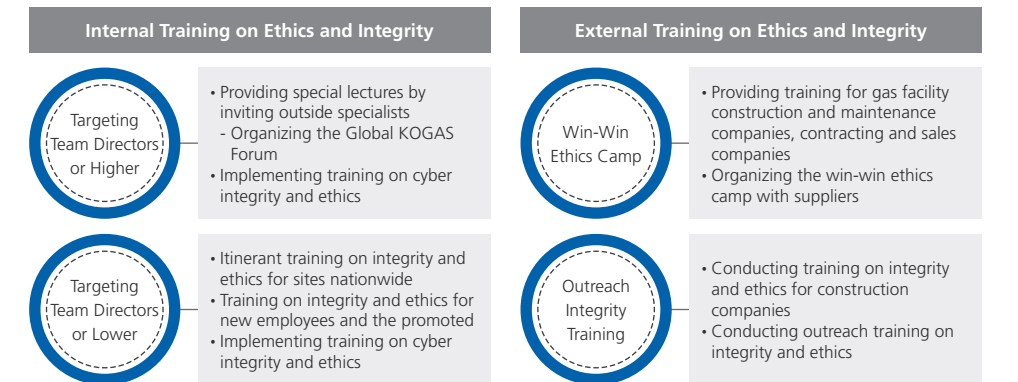 Internal Training on Ethics and Integrity
Targeting
Team Directors
or Higher
• Providing special lectures by
inviting outside specialists
- Organizing the Global KOGAS
Forum
• Implementing training on cyber
integrity and ethics
Targeting
Team Directors
or Lower
• Itinerant training on integrity and
ethics for sites nationwide
• Training on integrity and ethics for
new employees and the promoted
• Implementing training on cyber
integrity and ethics
External Training on Ethics and Integrity
Win-Win
Ethics Camp
• Providing training for gas facility
construction and maintenance
companies, contracting and sales
companies
• Organizing the win-win ethics
camp with suppliers
Outreach
Integrity
Training
• Conducting training on integrity
and ethics for construction
companies
• Conducting outreach training on
integrity and ethics